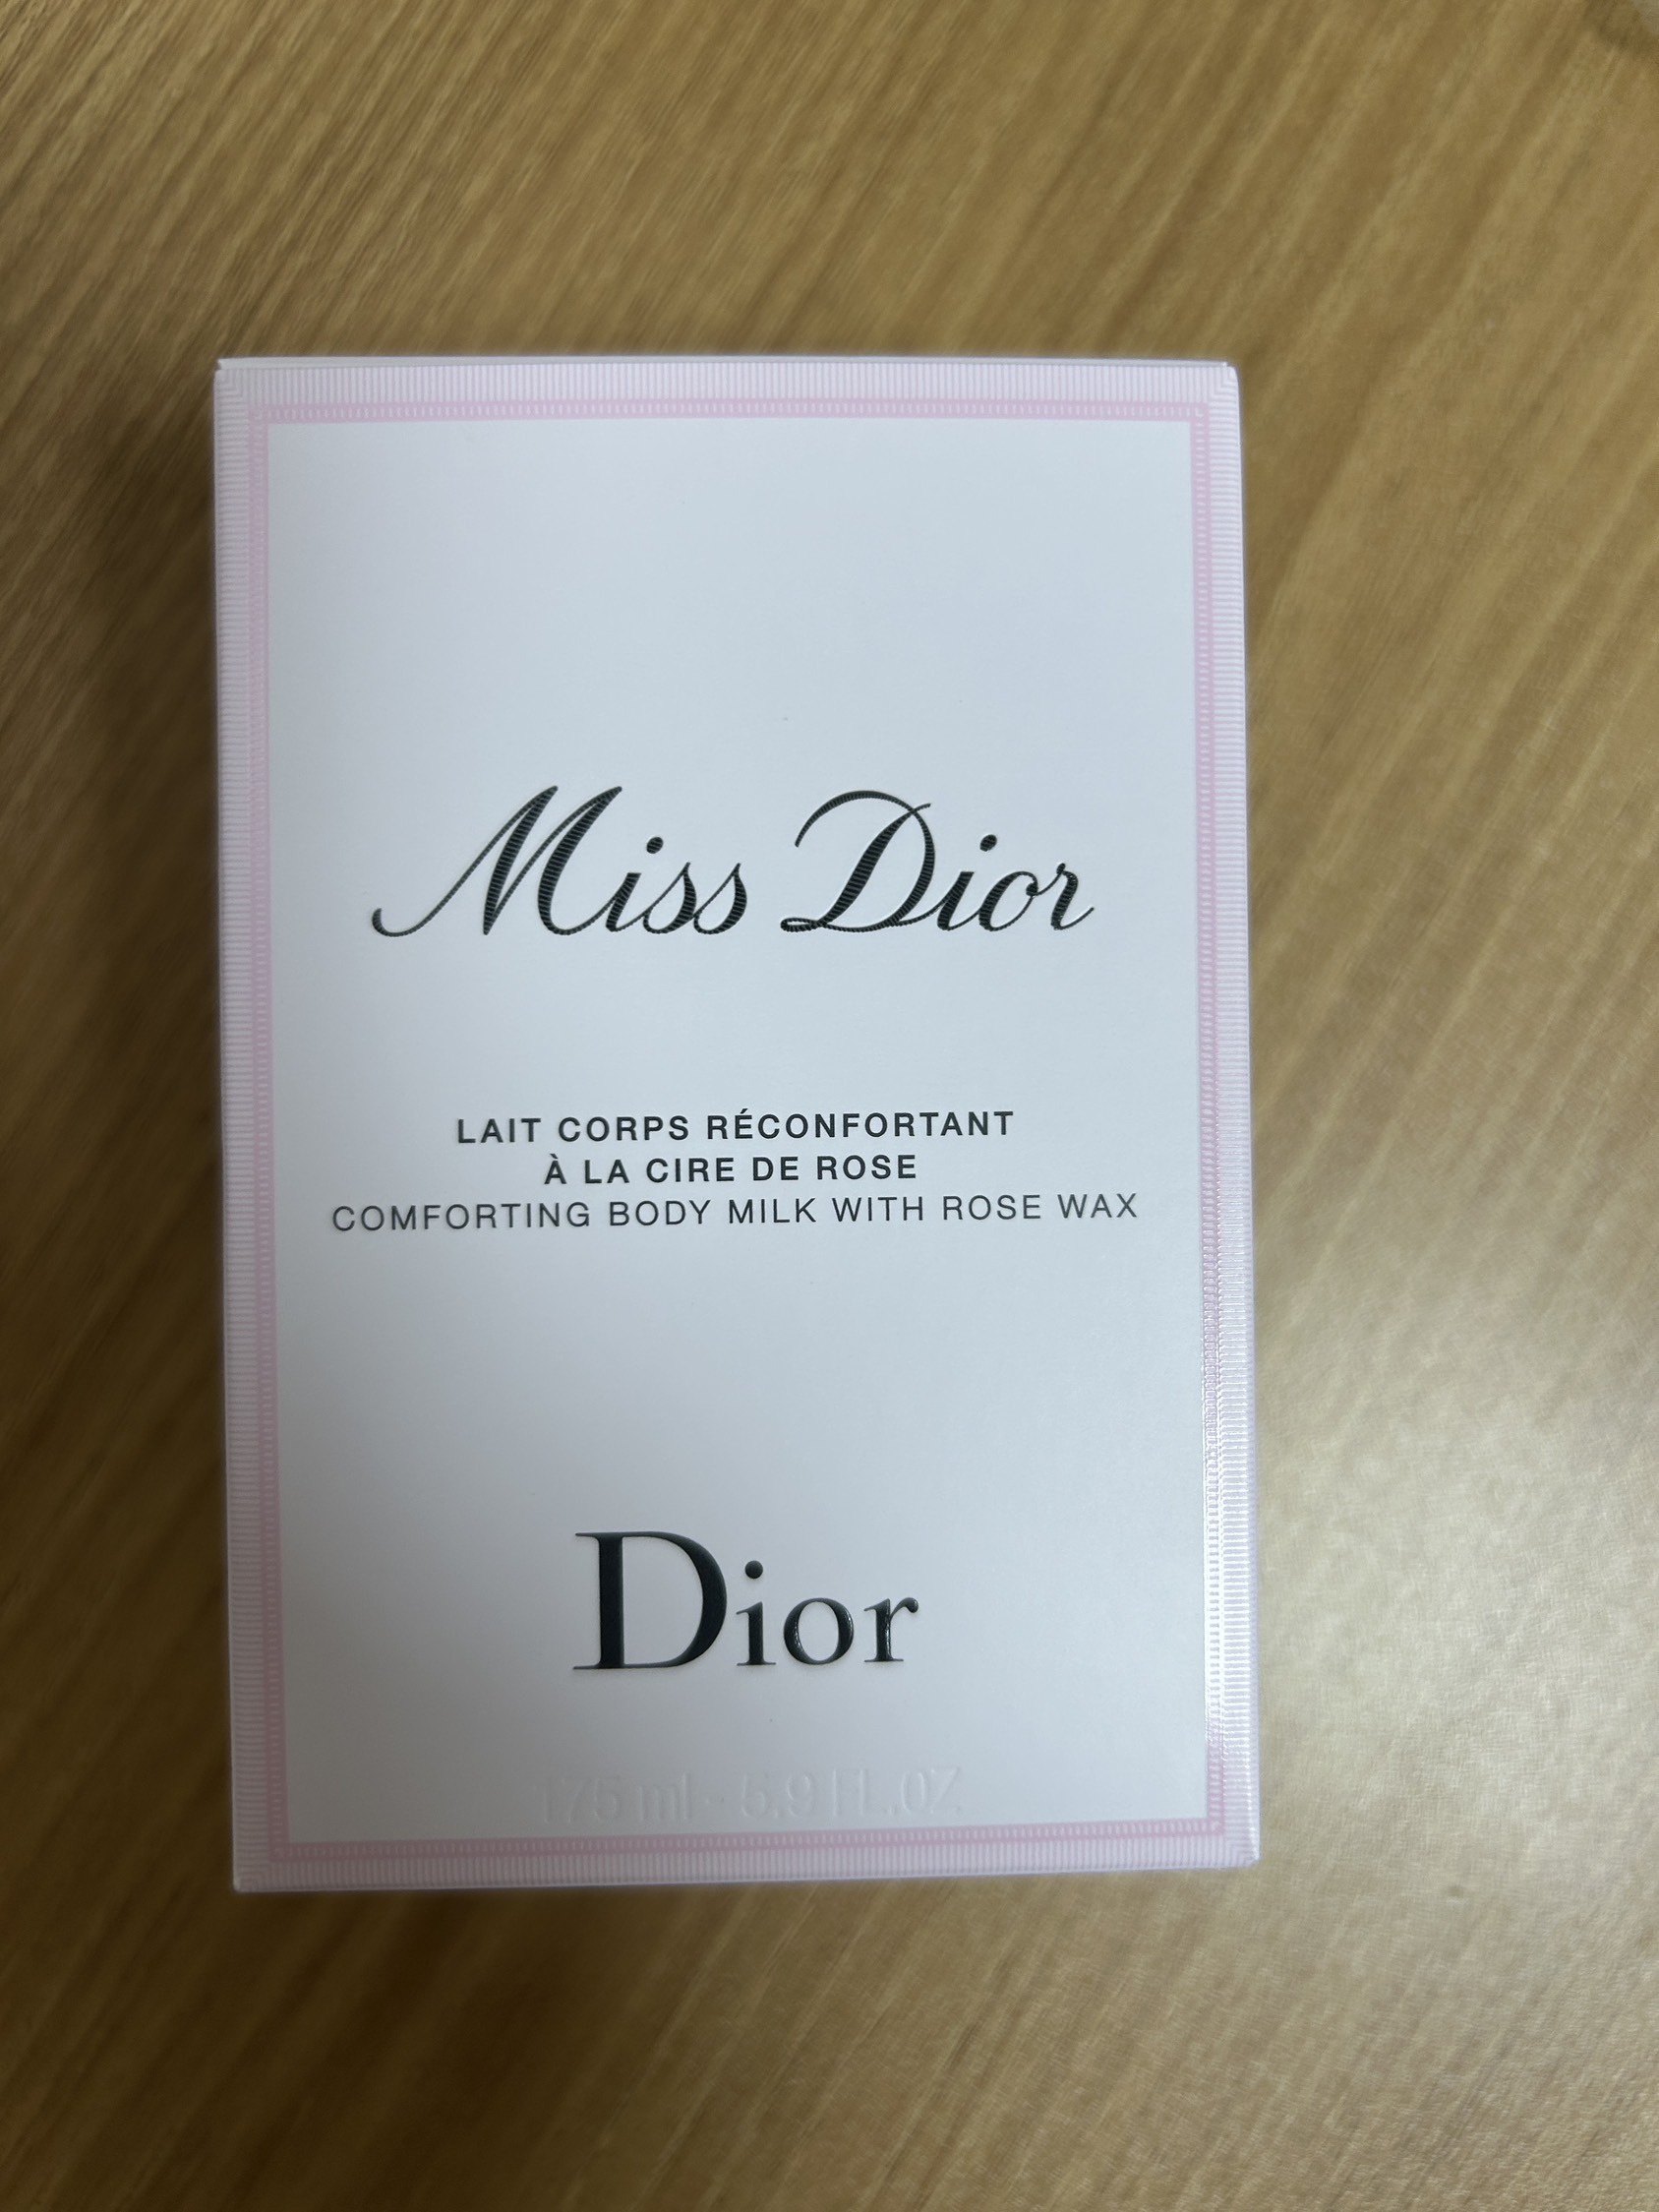 Miss Dior
LAIT CORPS RÉCONFORTANT
À LA CIRE DE ROSE
COMFORTING BODY MILK WITH ROSE WAX
Dior
175 ml - 5.9 FL.OZ